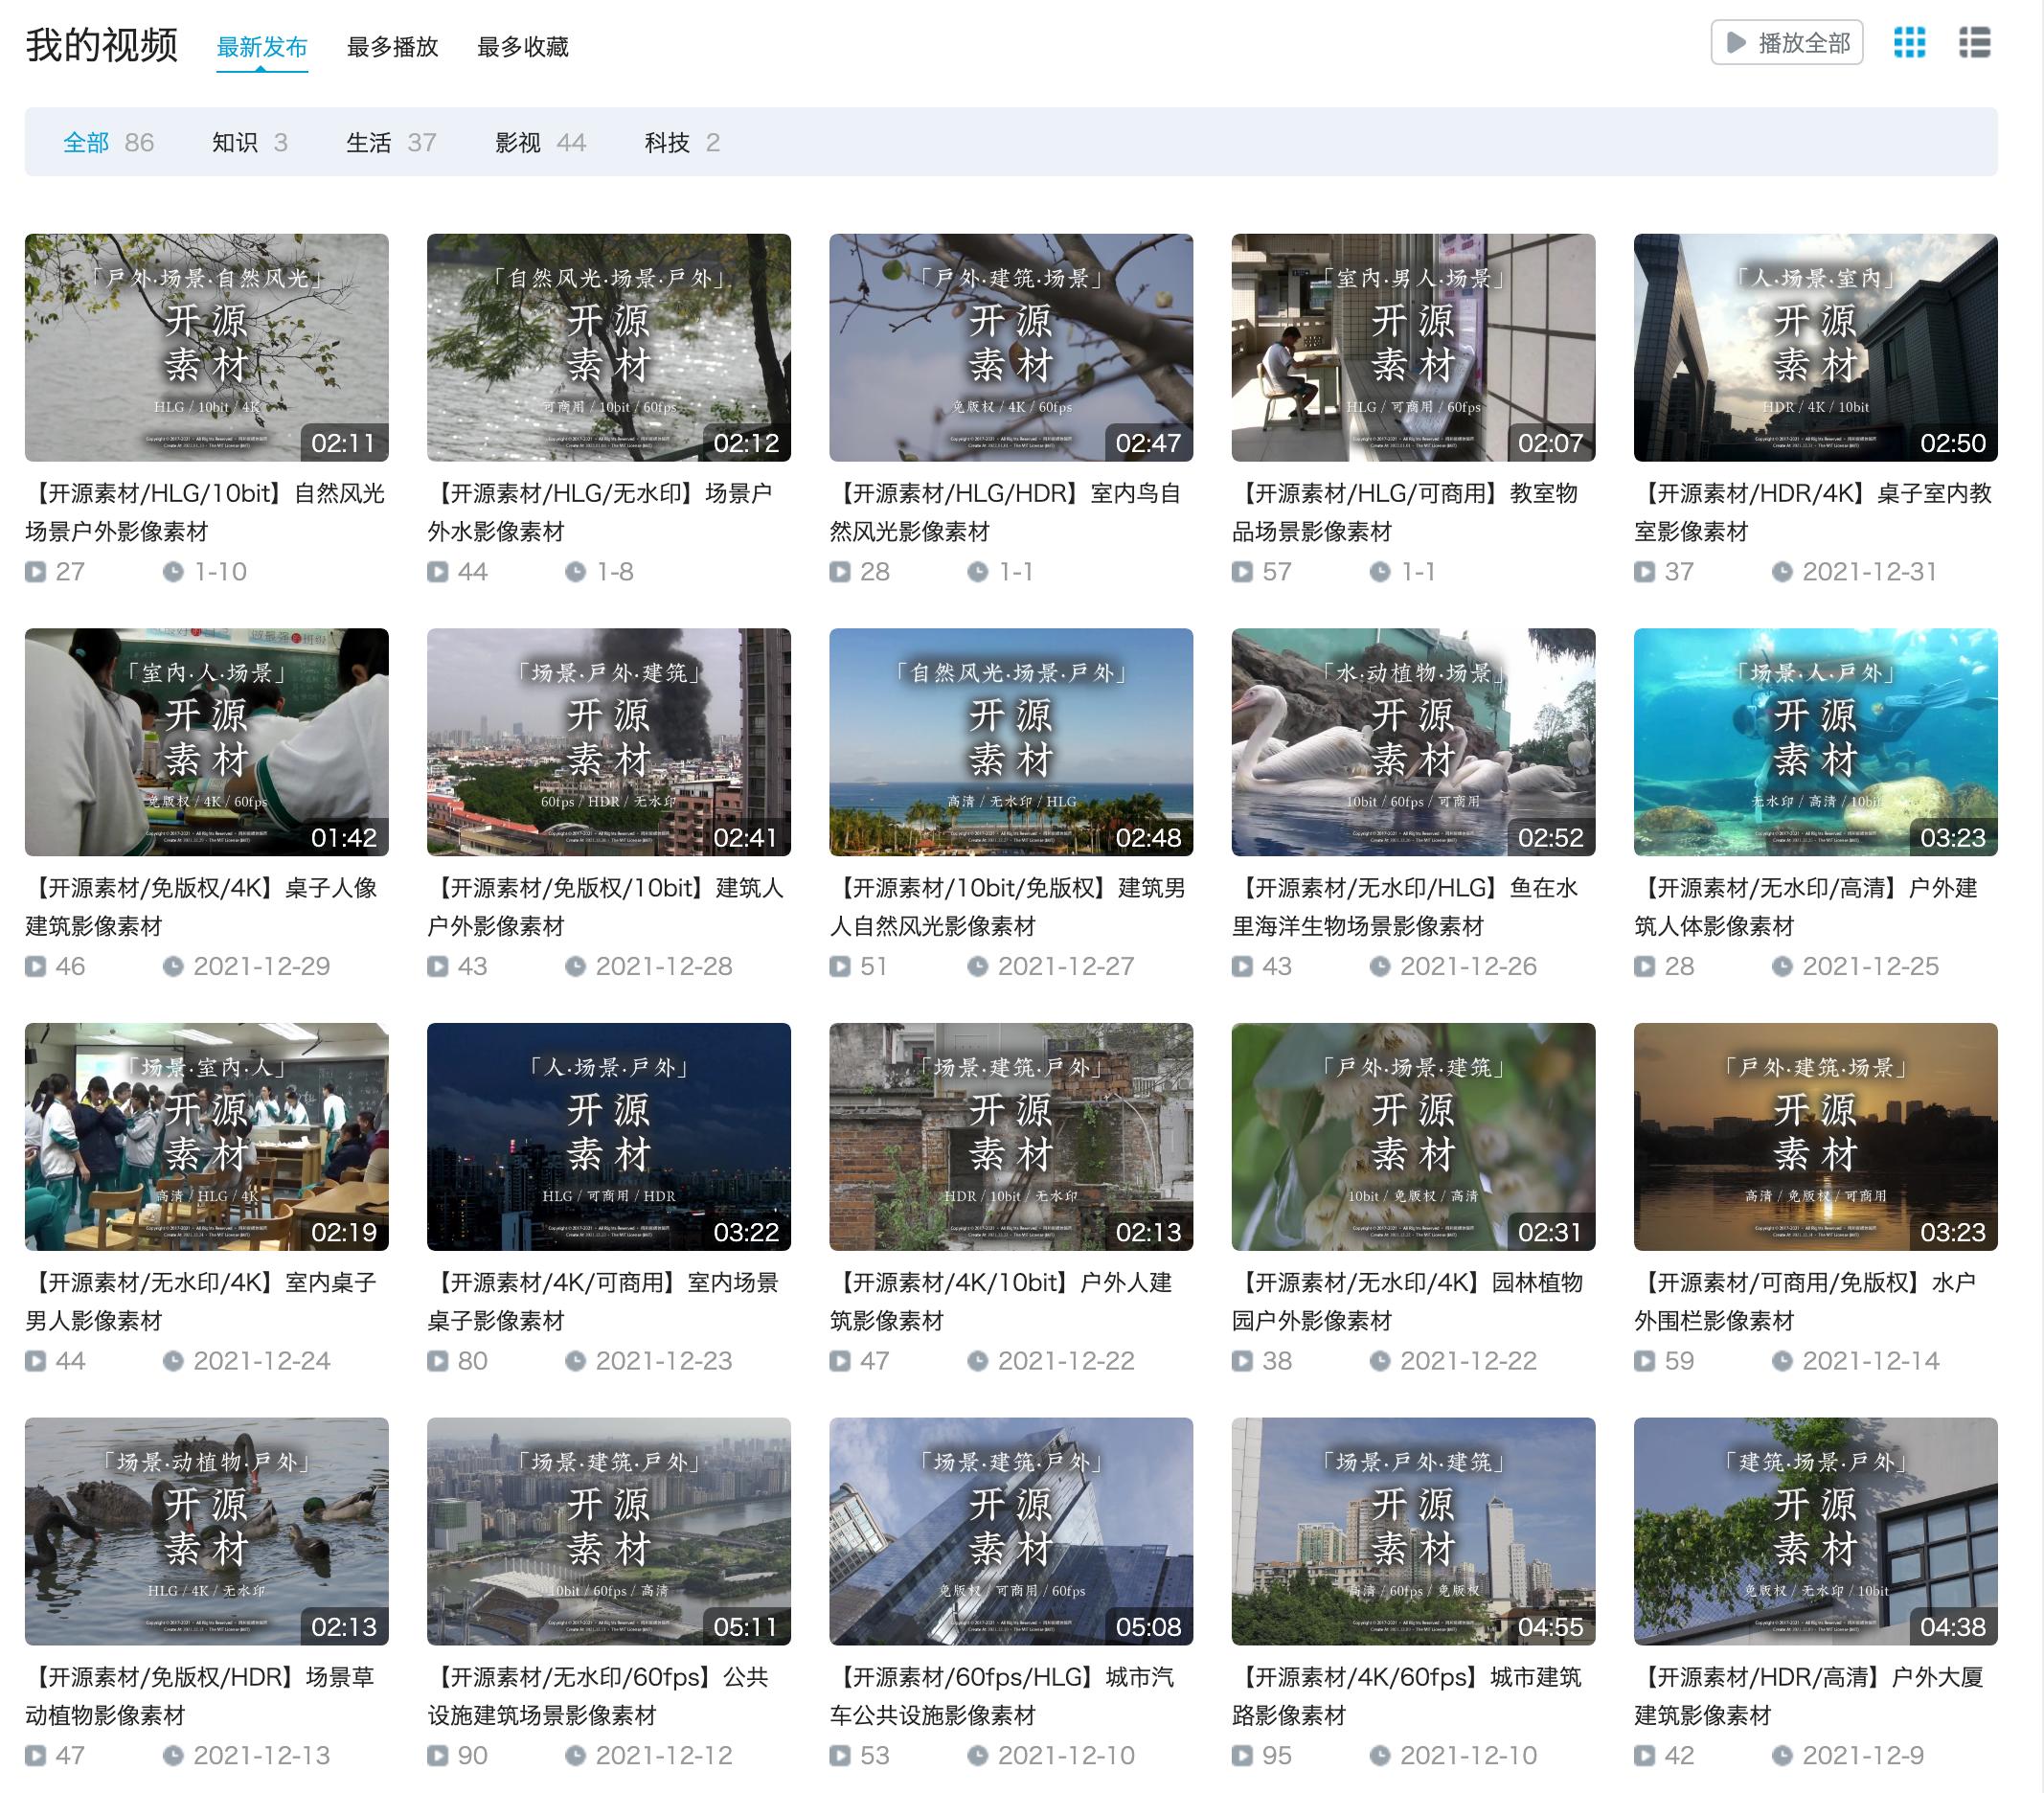 我的视频 最新发布 最多播放 最多收藏 播放全部
全部 86 知识 3 生活 37 影视 44 科技 2
「戶外·场景·自然风光」
开源
素材
HLG / 10bit / 4K
02:11
【开源素材/HLG/10bit】自然风光
场景户外影像素材
27 1-10
「自然风光·场景·戶外」
开源
素材
可商用 / 10bit / 60fps
02:12
【开源素材/HLG/无水印】场景户
外水影像素材
44 1-8
「戶外·建筑·场景」
开源
素材
免版权 / 4K / 60fps
02:47
【开源素材/HLG/HDR】室内鸟自
然风光影像素材
28 1-1
「室內·男人·场景」
开源
素材
HLG / 可商用 / 60fps
02:07
【开源素材/HLG/可商用】教室物
品场景影像素材
57 1-1
「人·场景·室內」
开源
素材
HDR / 4K / 10bit
02:50
【开源素材/HDR/4K】桌子室内教
室影像素材
37 2021-12-31
「室內·人·场景」
开源
素材
免版权 / 4K / 60fps
01:42
【开源素材/免版权/4K】桌子人像
建筑影像素材
46 2021-12-29
「场景·戶外·建筑」
开源
素材
60fps / HDR / 无水印
02:41
【开源素材/免版权/10bit】建筑人
户外影像素材
43 2021-12-28
「自然风光·场景·戶外」
开源
素材
高清 / 无水印 / HLG
02:48
【开源素材/10bit/免版权】建筑男
人自然风光影像素材
51 2021-12-27
「水·动植物·场景」
开源
素材
10bit / 60fps / 可商用
02:52
【开源素材/无水印/HLG】鱼在水
里海洋生物场景影像素材
43 2021-12-26
「场景·人·戶外」
开源
素材
无水印 / 高清 / 10bit
03:23
【开源素材/无水印/高清】户外建
筑人体影像素材
28 2021-12-25
「场景·室內·人」
开源
素材
高清 / HLG / 4K
02:19
【开源素材/无水印/4K】室内桌子
男人影像素材
44 2021-12-24
「人·场景·戶外」
开源
素材
HLG / 可商用 / HDR
03:22
【开源素材/4K/可商用】室内场景
桌子影像素材
80 2021-12-23
「场景·建筑·戶外」
开源
素材
HDR / 10bit / 无水印
02:13
【开源素材/4K/10bit】户外人建
筑影像素材
47 2021-12-22
「戶外·场景·建筑」
开源
素材
10bit / 免版权 / 高清
02:31
【开源素材/无水印/4K】园林植物
园户外影像素材
38 2021-12-22
「戶外·建筑·场景」
开源
素材
高清 / 免版权 / 可商用
03:23
【开源素材/可商用/免版权】水户
外围栏影像素材
59 2021-12-14
「场景·动植物·戶外」
开源
素材
HLG / 4K / 无水印
02:13
【开源素材/免版权/HDR】场景草
动植物影像素材
47 2021-12-13
「场景·建筑·戶外」
开源
素材
10bit / 60fps / 高清
05:11
【开源素材/无水印/60fps】公共
设施建筑场景影像素材
90 2021-12-12
「场景·建筑·戶外」
开源
素材
免版权 / 可商用 / 60fps
05:08
【开源素材/60fps/HLG】城市汽
车公共设施影像素材
53 2021-12-10
「场景·戶外·建筑」
开源
素材
高清 / 60fps / 免版权
04:55
【开源素材/4K/60fps】城市建筑
路影像素材
95 2021-12-10
「建筑·场景·戶外」
开源
素材
免版权 / 无水印 / 10bit
04:38
【开源素材/HDR/高清】户外大厦
建筑影像素材
42 2021-12-9